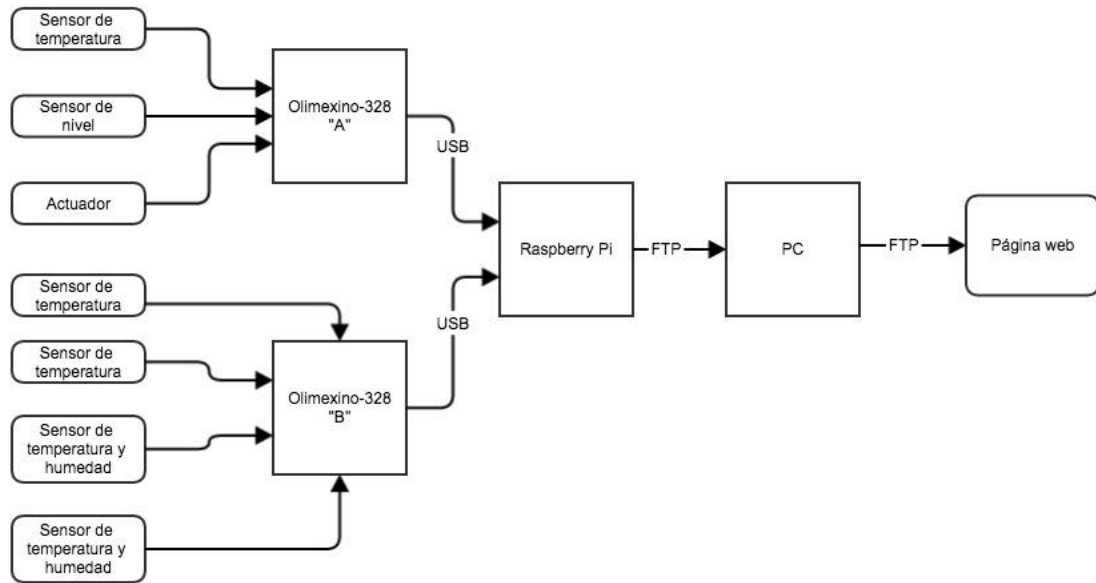 Sensor de
temperatura
Sensor de
nivel
Actuador
Olimexino-328
"A"
USB
Sensor de
temperatura
Sensor de
temperatura
Sensor de
temperatura y
humedad
Sensor de
temperatura y
humedad
Olimexino-328
"B"
USB
Raspberry Pi
FTP
PC
FTP
Página web